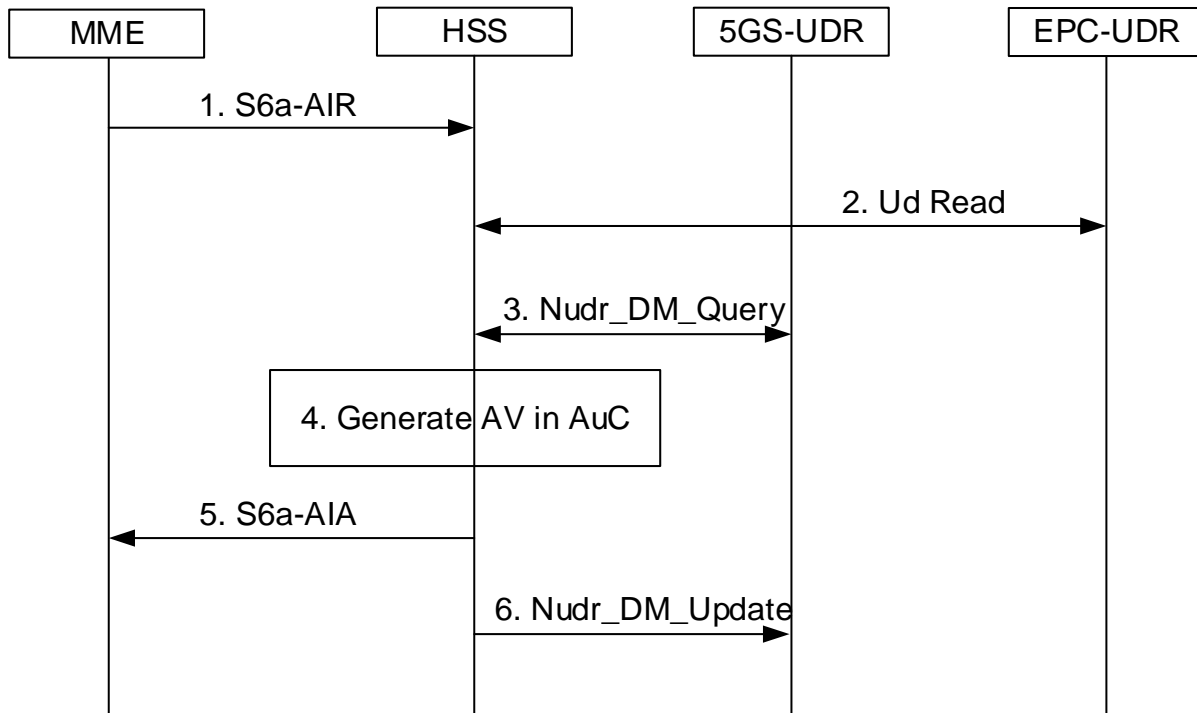 MME
HSS
5GS-UDR
EPC-UDR
1. S6a-AIR
2. Ud Read
3. Nudr_DM_Query
4. Generate AV in AuC
5. S6a-AIA
6. Nudr_DM_Update